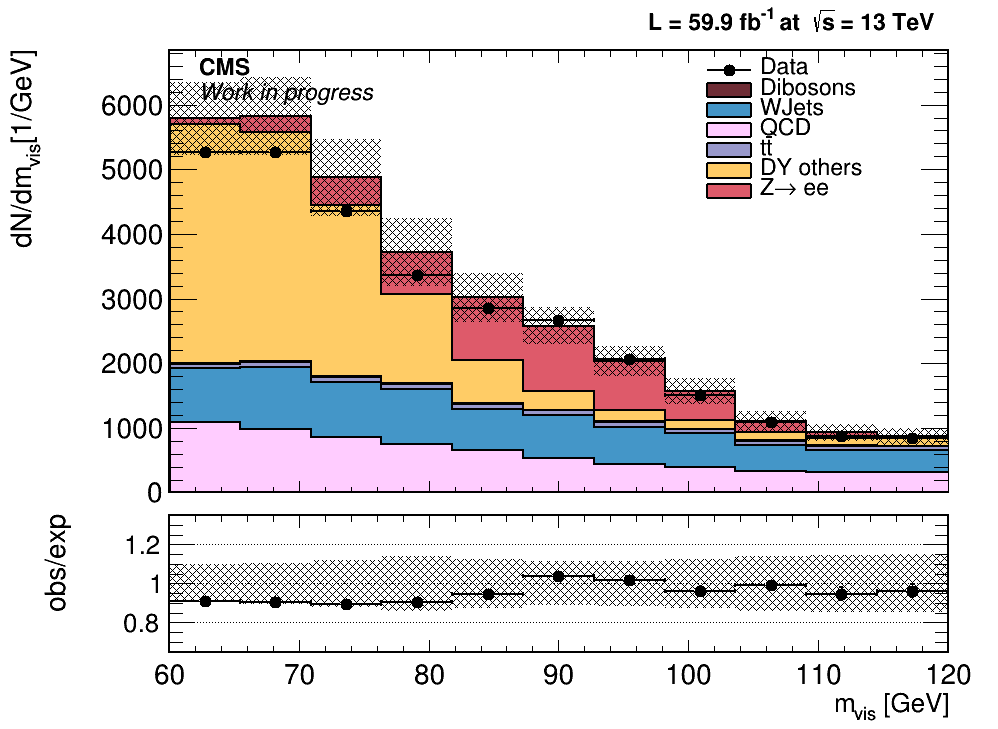 L = 59.9 fb⁻¹ at √s = 13 TeV
dN/dm_vis[1/GeV]
CMS
Work in progress
Data
Dibosons
WJets
QCD
tt̄
DY others
Z→ ee
6000
5000
4000
3000
2000
1000
0
obs/exp
1.2
1
0.8
60 70 80 90 100 110 120
m_vis [GeV]